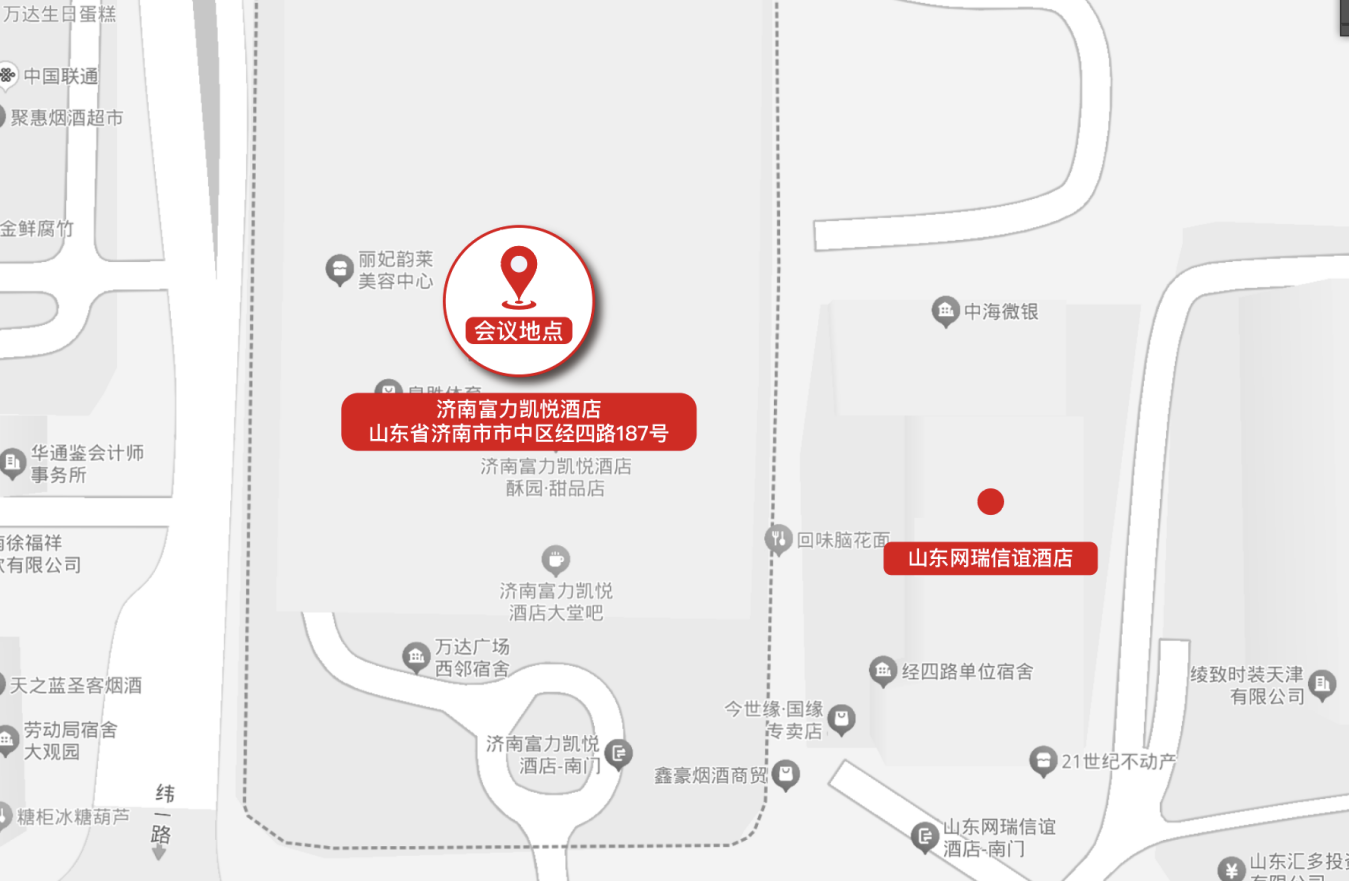 万达生日蛋糕
中国联通
聚惠烟酒超市
金鲜腐竹
丽妃韵莱
美容中心
会议地点
中海微银
济南富力凯悦酒店
山东省济南市市中区经四路187号
华通鉴会计师
事务所
济南富力凯悦酒店
酥园·甜品店
徐福祥
有限公司
回味脑花面
山东网瑞信谊酒店
济南富力凯悦
酒店大堂吧
万达广场
西邻宿舍
经四路单位宿舍
天之蓝圣客烟酒
绫致时装天津
有限公司
今世缘·国缘
专卖店
劳动局宿舍
大观园
济南富力凯悦
酒店-南门
鑫豪烟酒商贸
21世纪不动产
纬一路
糖柜冰糖葫芦
山东网瑞信谊
酒店-南门
山东汇多投资
有限公司